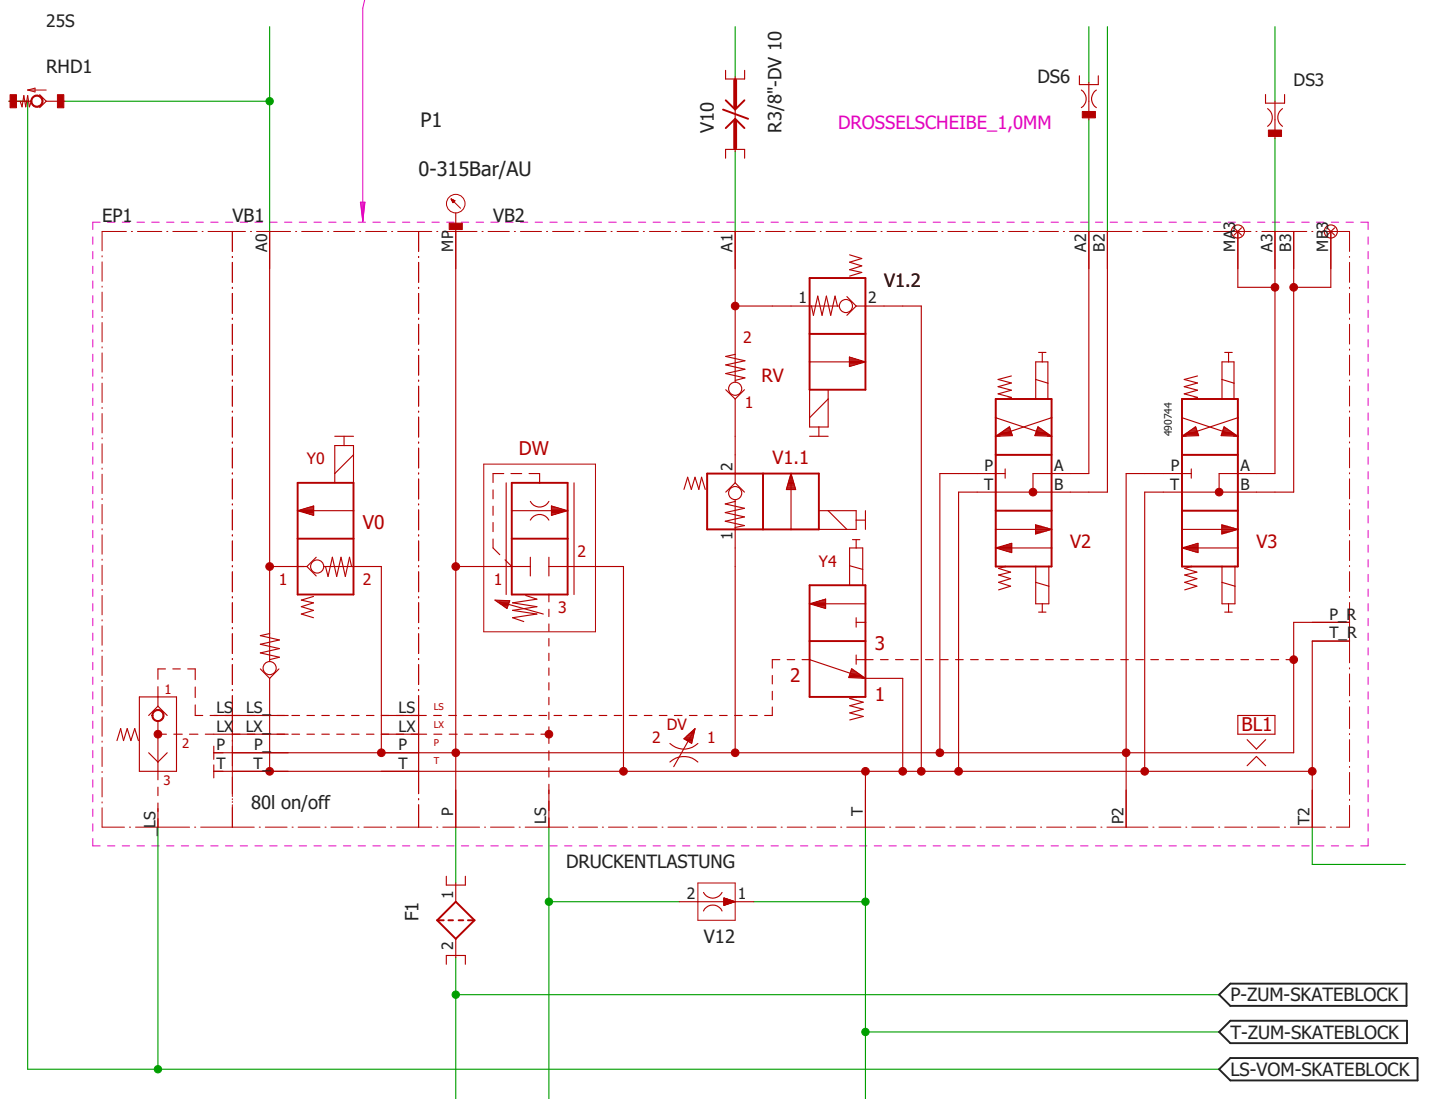 25S
RHD1
P1
0-315Bar/AU
V10
R3/8"-DV 10
DROSSELSCHEIBE_1,0MM
DS6
DS3
EP1
VB1
VB2
A0
MP
A1
A2
B2
MA3
A3
B3
MB3
V1.2
1
2
2
RV
1
490744
Y0
DW
V1.1
2
1
P
T
A
B
P
T
A
B
V0
V2
V3
1
2
2
1
3
Y4
3
2
1
P_R
T_R
1
2
3
LS
LS
LS
LS
LX
LX
LX
LX
P
P
P
P
T
T
T
T
DV
2
1
BL1
80l on/off
LS
P
LS
T
P2
T2
DRUCKENTLASTUNG
F1
1
2
2
1
V12
P-ZUM-SKATEBLOCK
T-ZUM-SKATEBLOCK
LS-VOM-SKATEBLOCK